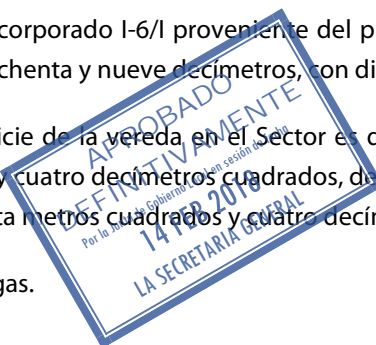 corporado I-6/I proveniente del p
chenta y nueve decímetros, con di
icie de la vereda en el Sector es d
y cuatro decímetros cuadrados, de
ta metros cuadrados y cuatro decím
gas.
APROBADO
DEFINITIVAMENTE
Por la Junta de Gobierno Local en sesión de fecha
14 FEB 2018
LA SECRETARIA GENERAL